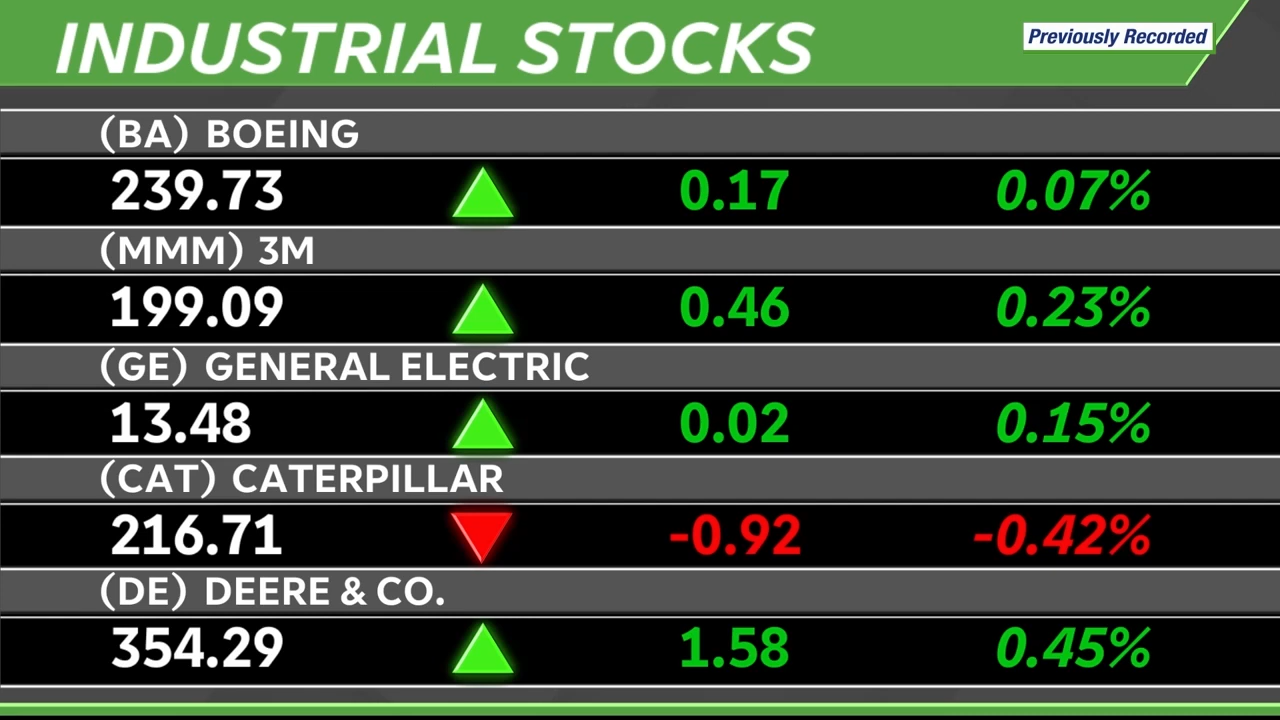 INDUSTRIAL STOCKS
Previously Recorded
(BA) BOEING
239.73 0.17 0.07%
(MMM) 3M
199.09 0.46 0.23%
(GE) GENERAL ELECTRIC
13.48 0.02 0.15%
(CAT) CATERPILLAR
216.71 -0.92 -0.42%
(DE) DEERE & CO.
354.29 1.58 0.45%